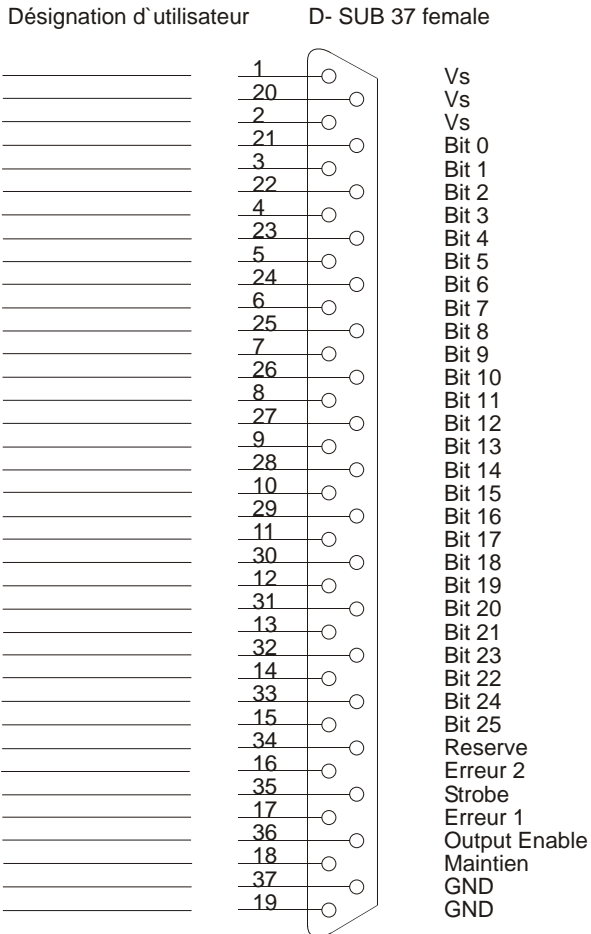 Désignation d`utilisateur D- SUB 37 female
1 Vs
20 Vs
2 Vs
21 Bit 0
3 Bit 1
22 Bit 2
4 Bit 3
23 Bit 4
5 Bit 5
24 Bit 6
6 Bit 7
25 Bit 8
7 Bit 9
26 Bit 10
8 Bit 11
27 Bit 12
9 Bit 13
28 Bit 14
10 Bit 15
29 Bit 16
11 Bit 17
30 Bit 18
12 Bit 19
31 Bit 20
13 Bit 21
32 Bit 23
14 Bit 22
33 Bit 24
15 Bit 25
34 Reserve
16 Erreur 2
35 Strobe
17 Erreur 1
36 Output Enable
18 Maintien
37 GND
19 GND